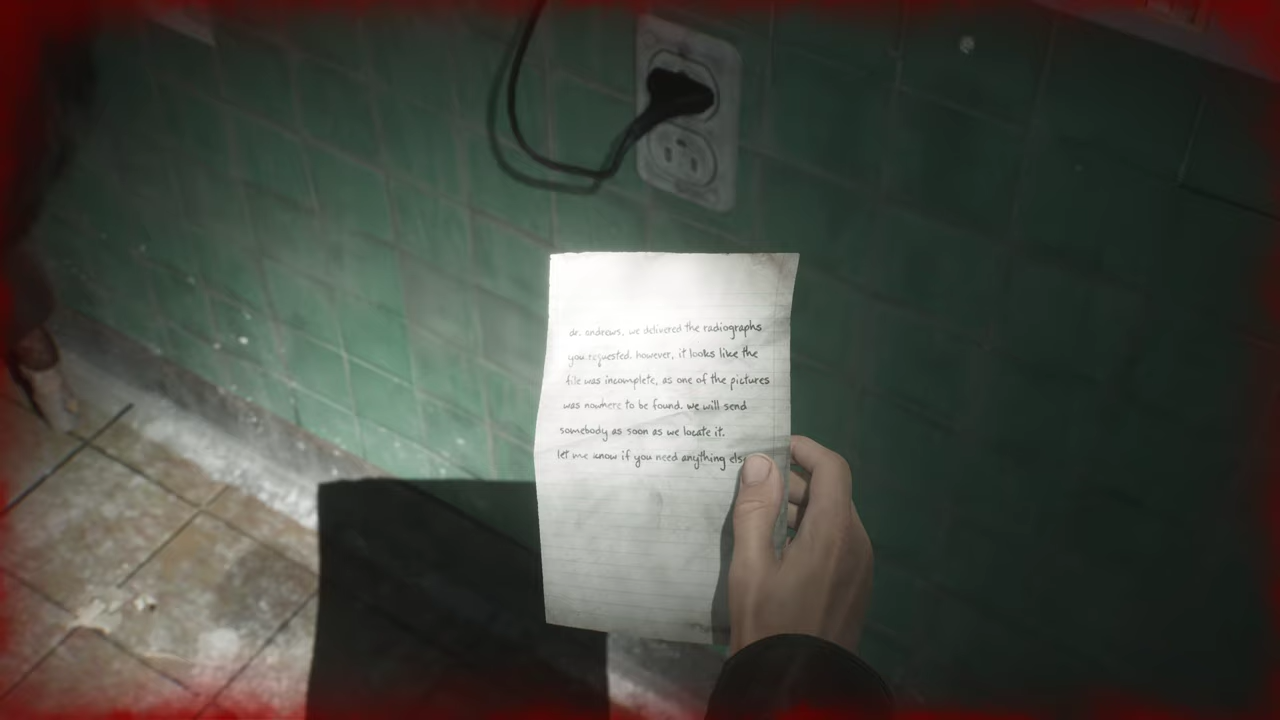 dr. andrews, we delivered the radiographs
you requested. however, it looks like the
file was incomplete, as one of the pictures
was nowhere to be found. we will send
somebody as soon as we locate it.
let me know if you need anything els